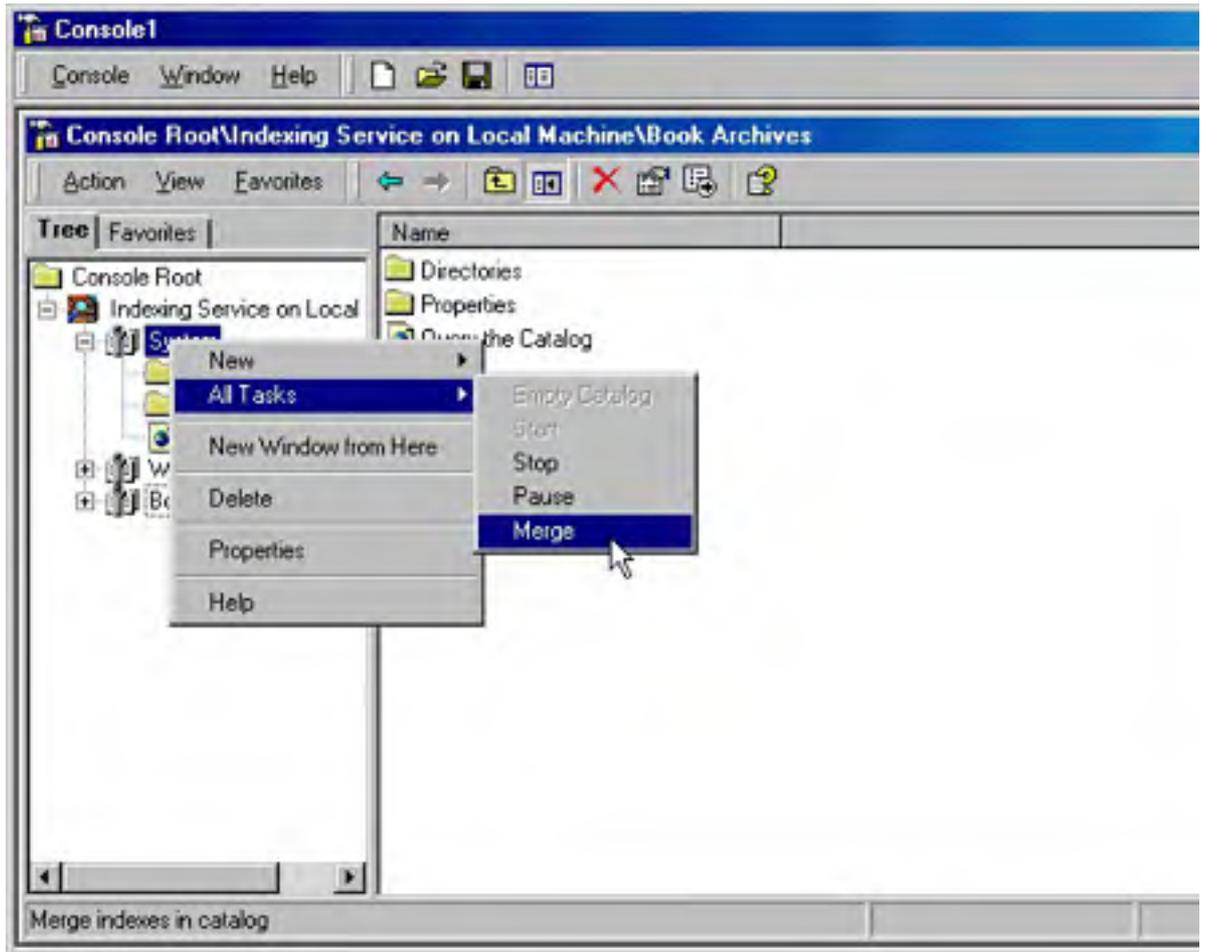 Console1
Console Window Help
Console Root\Indexing Service on Local Machine\Book Archives
Action View Favorites
Tree Favorites
Name
Console Root
Directories
Indexing Service on Local
Properties
System
Query the Catalog
New
All Tasks
Empty Catalog
Start
New Window from Here
Stop
W
Pause
Bo
Delete
Merge
Properties
Help
Merge indexes in catalog